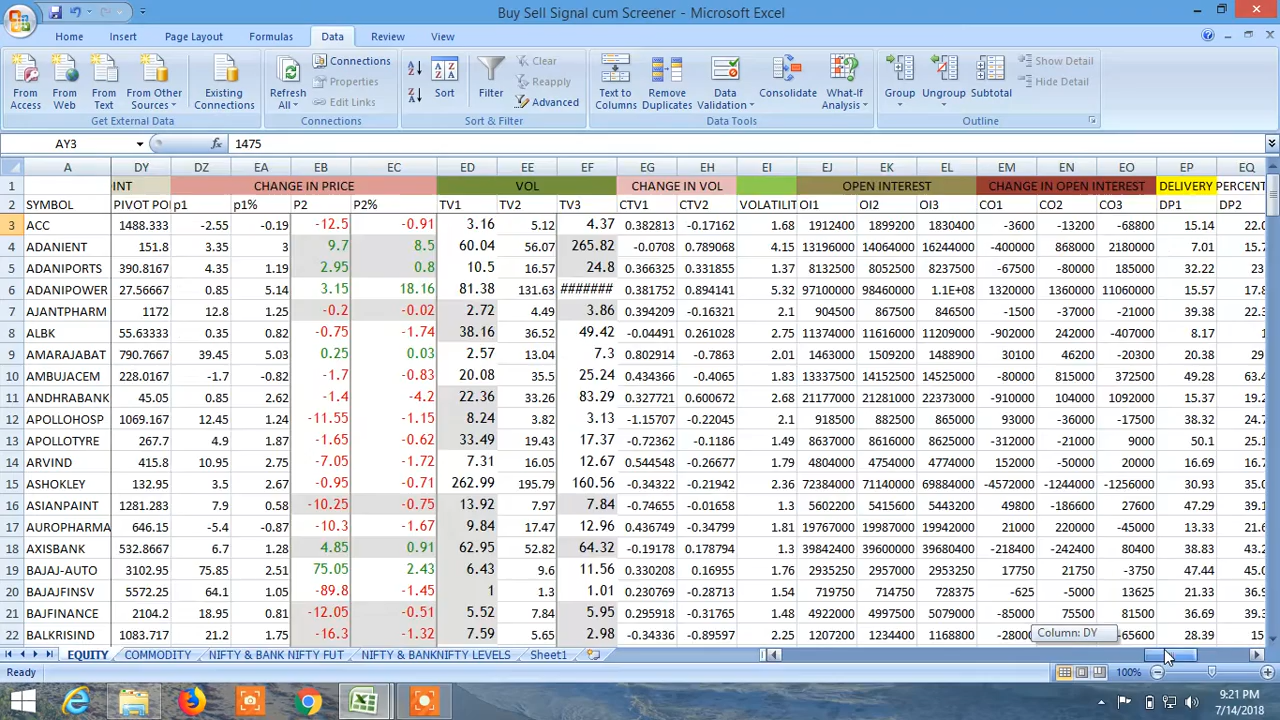 Buy Sell Signal cum Screener - Microsoft Excel
Home Insert Page Layout Formulas Data Review View
From Access From Web From Text From Other Sources Existing Connections
Get External Data
Refresh All Connections Properties Edit Links
Connections
Sort Filter Clear Reapply Advanced
Sort & Filter
Text to Columns Remove Duplicates Data Validation Consolidate What-If Analysis
Data Tools
Group Ungroup Subtotal Show Detail Hide Detail
Outline
AY3 fx 1475
A DY DZ EA EB EC ED EE EF EG EH EI EJ EK EL EM EN EO EP EQ
1 INT CHANGE IN PRICE VOL CHANGE IN VOL OPEN INTEREST CHANGE IN OPEN INTEREST DELIVERY PERCENT
2 SYMBOL PIVOT POI p1 p1% P2 P2% TV1 TV2 TV3 CTV1 CTV2 VOLATILIT OI1 OI2 OI3 CO1 CO2 CO3 DP1 DP2
3 ACC 1488.333 -2.55 -0.19 -12.5 -0.91 3.16 5.12 4.37 0.382813 -0.17162 1.68 1912400 1899200 1830400 -3600 -13200 -68800 15.14 22.0
4 ADANIENT 151.8 3.35 3 9.7 8.5 60.04 56.07 265.82 -0.0708 0.789068 4.15 13196000 14064000 16244000 -400000 868000 2180000 7.01 15.7
5 ADANIPORTS 390.8167 4.35 1.19 2.95 0.8 10.5 16.57 24.8 0.366325 0.331855 1.37 8132500 8052500 8237500 -67500 -80000 185000 32.22 23
6 ADANIPOWER 27.56667 0.85 5.14 3.15 18.16 81.38 131.63 ####### 0.381752 0.894141 5.32 97100000 98460000 1.1E+08 1320000 1360000 11060000 15.57 17.8
7 AJANTPHARM 1172 12.8 1.25 -0.2 -0.02 2.72 4.49 3.86 0.394209 -0.16321 2.1 904500 867500 846500 -1500 -37000 -21000 39.38 22.3
8 ALBK 55.63333 0.35 0.82 -0.75 -1.74 38.16 36.52 49.42 -0.04491 0.261028 2.75 11374000 11616000 11209000 -902000 242000 -407000 8.17 1
9 AMARAJABAT 790.7667 39.45 5.03 0.25 0.03 2.57 13.04 7.3 0.802914 -0.7863 2.01 1463000 1509200 1488900 30100 46200 -20300 20.38 29
10 AMBUJACEM 228.0167 -1.7 -0.82 -1.7 -0.83 20.08 35.5 25.24 0.434366 -0.4065 1.83 13337500 14152500 14525000 -80000 815000 372500 49.28 63.4
11 ANDHRABANK 45.05 0.85 2.62 -1.4 -4.2 22.36 33.26 83.29 0.327721 0.600672 2.68 21177000 21281000 22373000 -910000 104000 1092000 15.37 19.2
12 APOLLOHOSP 1069.167 12.45 1.24 -11.55 -1.15 8.24 3.82 3.13 -1.15707 -0.22045 2.1 918500 882500 865000 93000 -36000 -17500 38.32 24.7
13 APOLLOTYRE 267.7 4.9 1.87 -1.65 -0.62 33.49 19.43 17.37 -0.72362 -0.1186 1.49 8637000 8616000 8625000 -312000 -21000 9000 50.1 25.1
14 ARVIND 415.8 10.95 2.75 -7.05 -1.72 7.31 16.05 12.67 0.544548 -0.26677 1.79 4804000 4754000 4774000 152000 -50000 20000 16.69 16.7
15 ASHOKLEY 132.95 3.5 2.67 -0.95 -0.71 262.99 195.79 160.56 -0.34322 -0.21942 2.36 72384000 71140000 69884000 -4572000 -1244000 -1256000 30.93 35.0
16 ASIANPAINT 1281.283 7.9 0.58 -10.25 -0.75 13.92 7.97 7.84 -0.74655 -0.01658 1.3 5602200 5415600 5443200 49800 -186600 27600 47.29 39.1
17 AUROPHARMA 646.15 -5.4 -0.87 -10.3 -1.67 9.84 17.47 12.96 0.436749 -0.34799 1.81 19767000 19987000 19942000 21000 220000 -45000 13.33 21.6
18 AXISBANK 532.8667 6.7 1.28 4.85 0.91 62.95 52.82 64.32 -0.19178 0.178794 1.3 39842400 39600000 39680400 -218400 -242400 80400 38.83 43.2
19 BAJAJ-AUTO 3102.95 75.85 2.51 75.05 2.43 6.43 9.6 11.56 0.330208 0.16955 1.76 2935250 2957000 2953250 17750 21750 -3750 47.44 45.0
20 BAJAJFINSV 5572.25 64.1 1.05 -89.8 -1.45 1 1.3 1.01 0.230769 -0.28713 1.54 719750 714750 728375 -625 -5000 13625 21.33 36.9
21 BAJFINANCE 2104.2 18.95 0.81 -12.05 -0.51 5.52 7.84 5.95 0.295918 -0.31765 1.48 4922000 4997500 5079000 -85000 75500 81500 36.69 39.3
22 BALKRISIND 1083.717 21.2 1.75 -16.3 -1.32 7.59 5.65 2.98 -0.34336 -0.89597 2.25 1207200 1234400 1168800 -28000 -65600 28.39 15
Column: DY
EQUITY COMMODITY NIFTY & BANK NIFTY FUT NIFTY & BANKNIFTY LEVELS Sheet1
Ready 100%
9:21 PM
7/14/2018